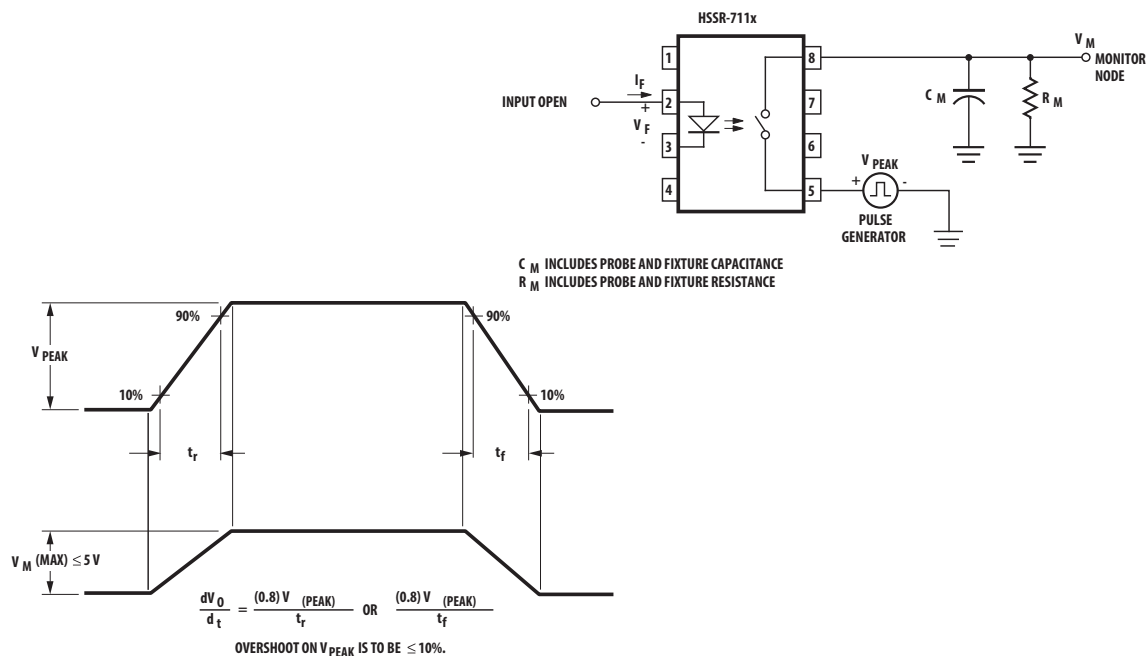 HSSR-711x
1
8
V M
MONITOR
NODE
I F
INPUT OPEN
+
2
7
C M
R M
V F
-
3
6
V PEAK
4
5
+
-
PULSE
GENERATOR
C M INCLUDES PROBE AND FIXTURE CAPACITANCE
R M INCLUDES PROBE AND FIXTURE RESISTANCE
90%
90%
V PEAK
10%
10%
t r
t f
V M (MAX) ≤ 5 V
dV O / d t = (0.8) V (PEAK) / t r OR (0.8) V (PEAK) / t f
OVERSHOOT ON V PEAK IS TO BE ≤ 10%.